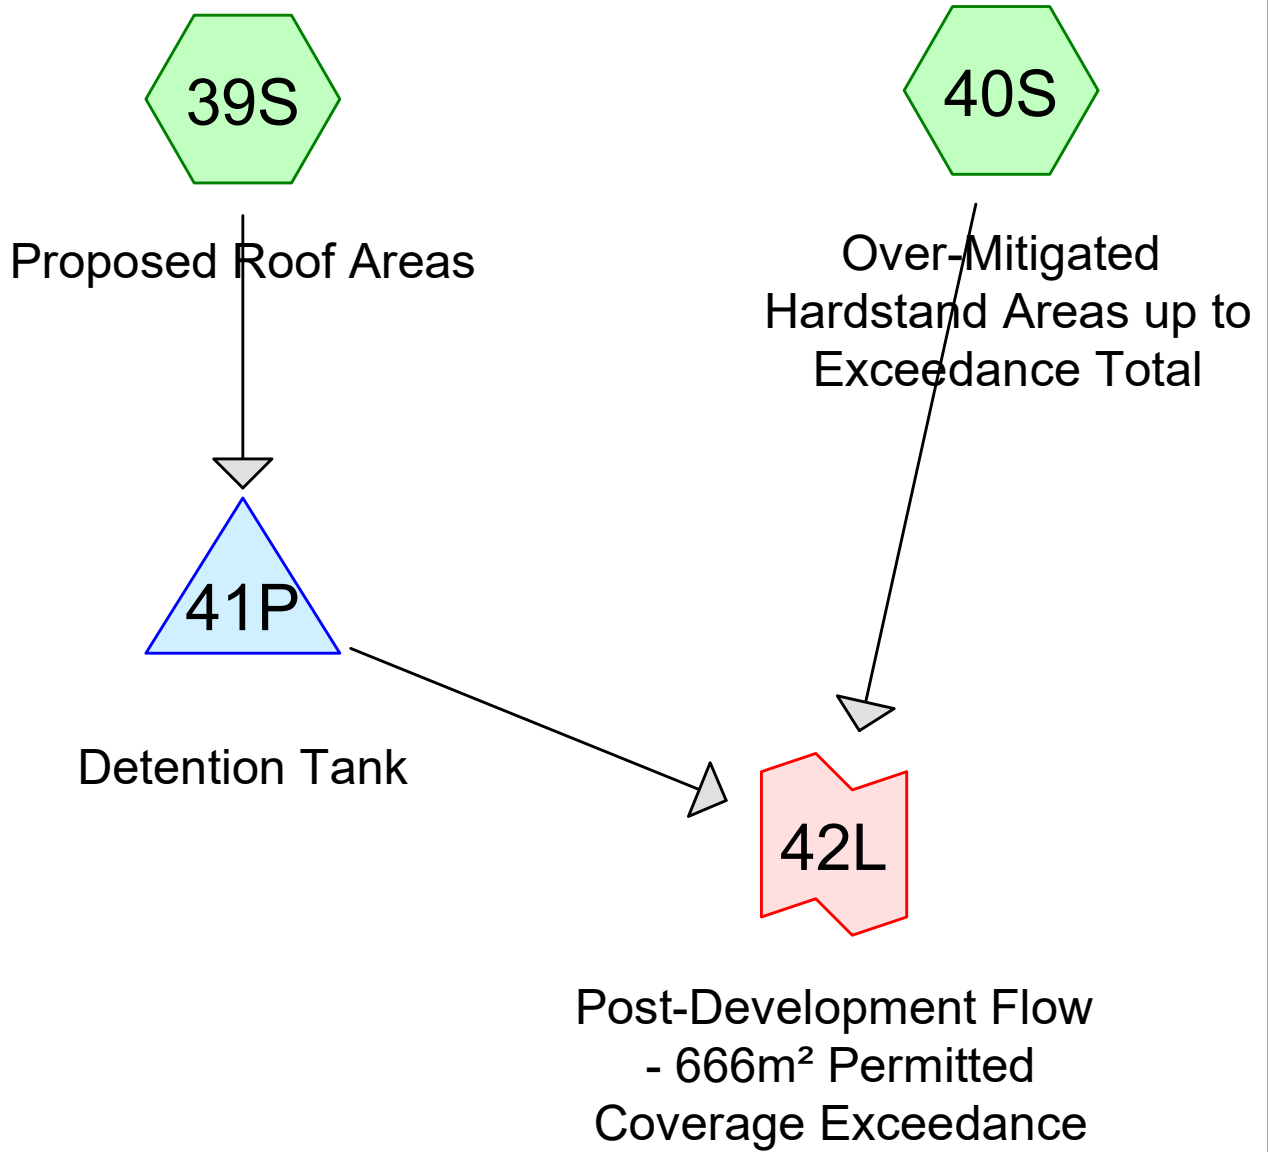 39S
40S
Proposed Roof Areas
Over-Mitigated
Hardstand Areas up to
Exceedance Total
41P
Detention Tank
42L
Post-Development Flow
- 666m² Permitted
Coverage Exceedance